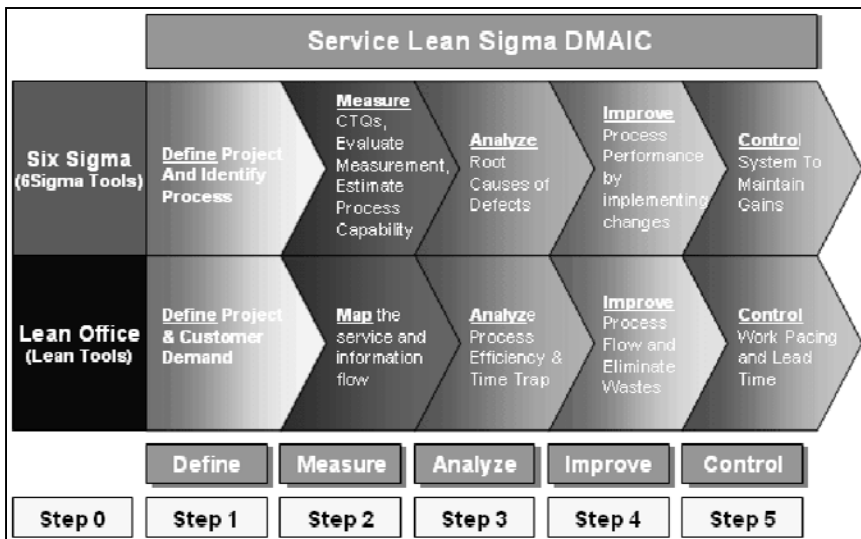 Service Lean Sigma DMAIC
Six Sigma
(6Sigma Tools)
Define Project
And Identify
Process
Measure
CTQs,
Evaluate
Measurement,
Estimate
Process
Capability
Analyze
Root
Causes of
Defects
Improve
Process
Performance
by
implementing
changes
Control
System To
Maintain
Gains
Lean Office
(Lean Tools)
Define Project
& Customer
Demand
Map the
service and
information
flow
Analyze
Process
Efficiency &
Time Trap
Improve
Process
Flow and
Eliminate
Wastes
Control
Work Pacing
and Lead
Time
Define
Measure
Analyze
Improve
Control
Step 0
Step 1
Step 2
Step 3
Step 4
Step 5